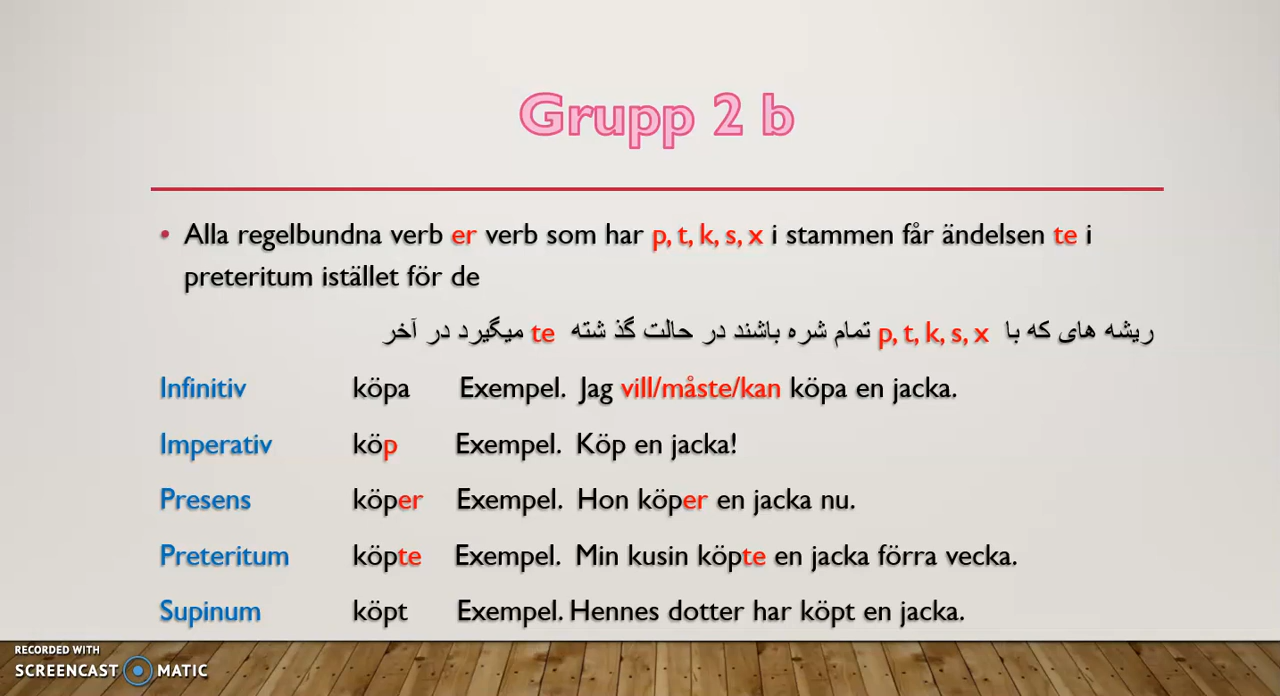 Grupp 2 b
• Alla regelbundna verb er verb som har p, t, k, s, x i stammen får ändelsen te i
preteritum istället för de
ریشه های که با p, t, k, s, x تمام شره باشند در حالت گذ شته te میگیرد در آخر
Infinitiv köpa Exempel. Jag vill/måste/kan köpa en jacka.
Imperativ köp Exempel. Köp en jacka!
Presens köper Exempel. Hon köper en jacka nu.
Preteritum köpte Exempel. Min kusin köpte en jacka förra vecka.
Supinum köpt Exempel. Hennes dotter har köpt en jacka.
RECORDED WITH
SCREENCAST MATIC